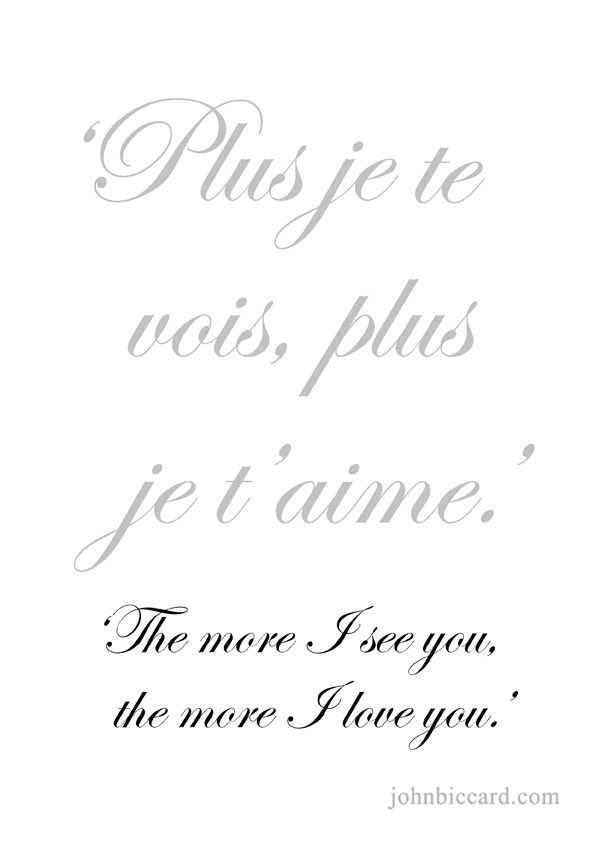 ‘Plus je te
vois, plus
je t’aime.’
‘The more I see you,
the more I love you.’
johnbiccard.com